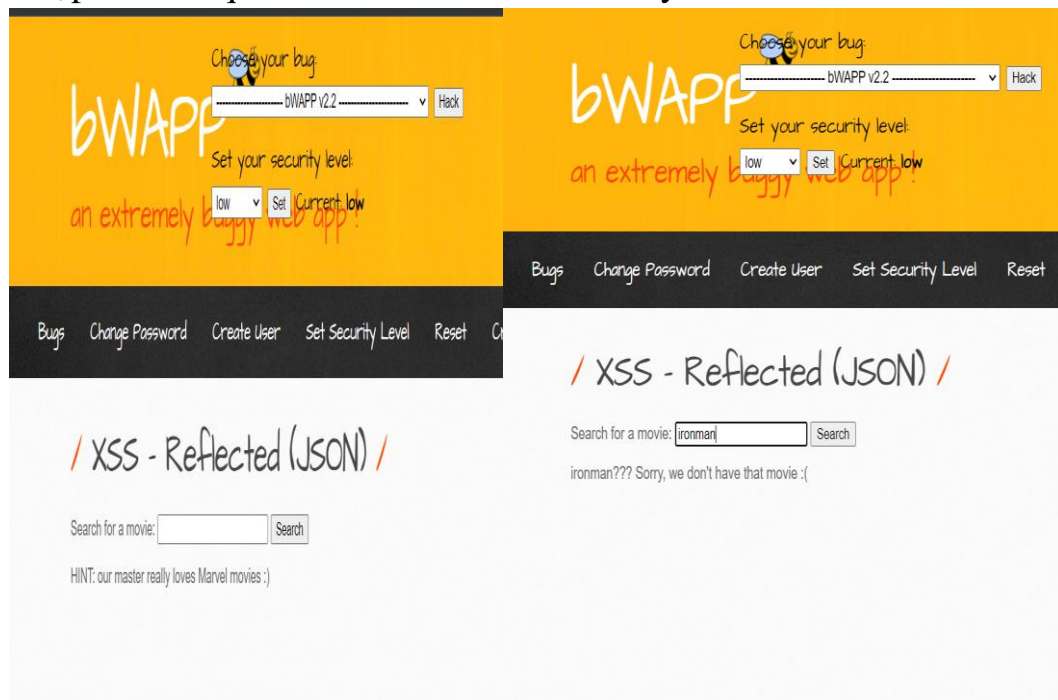 Choose your bug:
bWAPP
-------------------- bWAPP v2.2 --------------------
Hack
Set your security level:
low
Set
Current: low
an extremely buggy web app !
Bugs
Change Password
Create User
Set Security Level
Reset
/ XSS - Reflected (JSON) /
Search for a movie:
Search
HINT: our master really loves Marvel movies :)
Choose your bug:
bWAPP
-------------------- bWAPP v2.2 --------------------
Hack
Set your security level:
low
Set
Current: low
an extremely buggy web app !
Bugs
Change Password
Create User
Set Security Level
Reset
/ XSS - Reflected (JSON) /
Search for a movie: ironman
Search
ironman??? Sorry, we don't have that movie :(